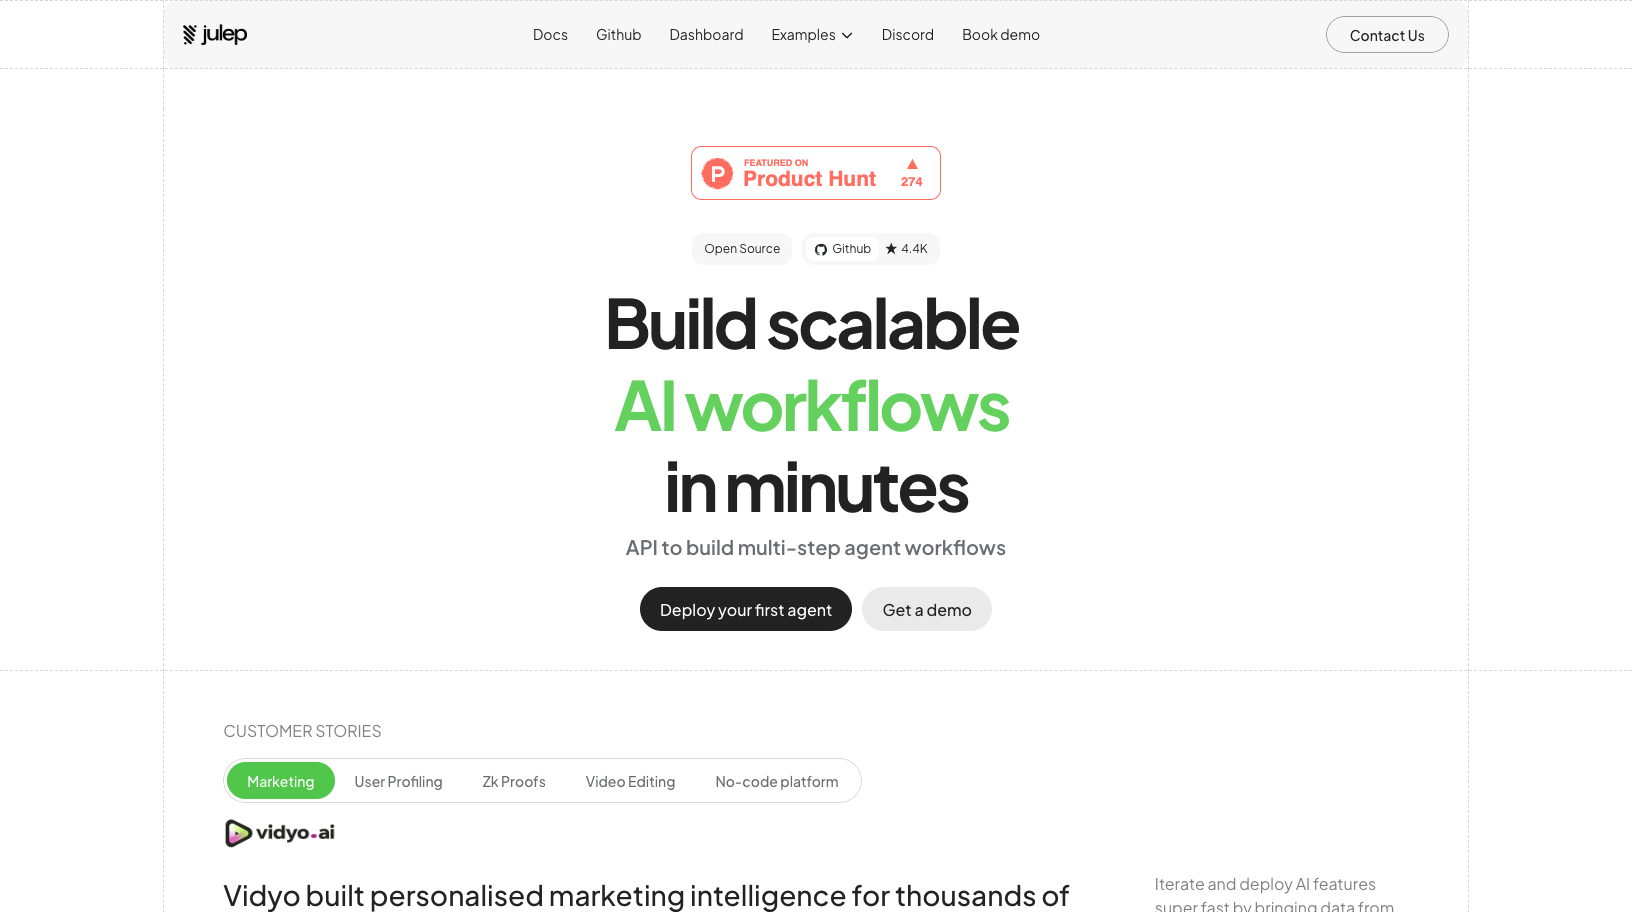 julep
Docs Github Dashboard Examples Discord Book demo Contact Us
FEATURED ON
Product Hunt
274
Open Source Github ★ 4.4K
Build scalable
AI workflows
in minutes
API to build multi-step agent workflows
Deploy your first agent Get a demo
CUSTOMER STORIES
Marketing User Profiling Zk Proofs Video Editing No-code platform
vidyo.ai
Vidyo built personalised marketing intelligence for thousands of
Iterate and deploy AI features
super fast by bringing data from